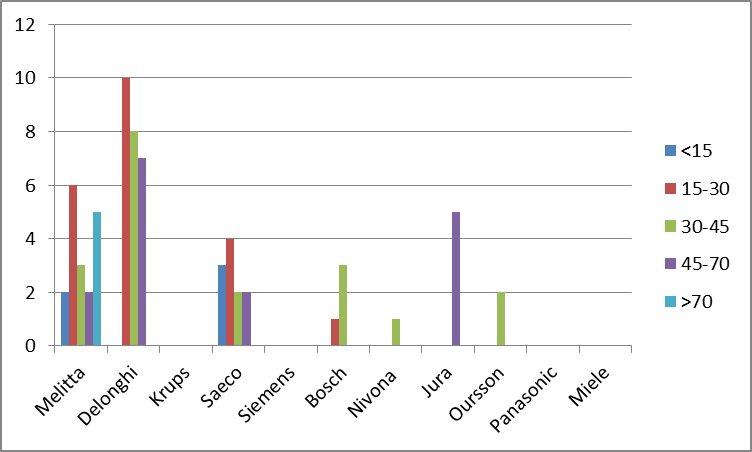 12
10
8
6
4
2
0
Melitta
Delonghi
Krups
Saeco
Siemens
Bosch
Nivona
Jura
Oursson
Panasonic
Miele
<15
15-30
30-45
45-70
>70